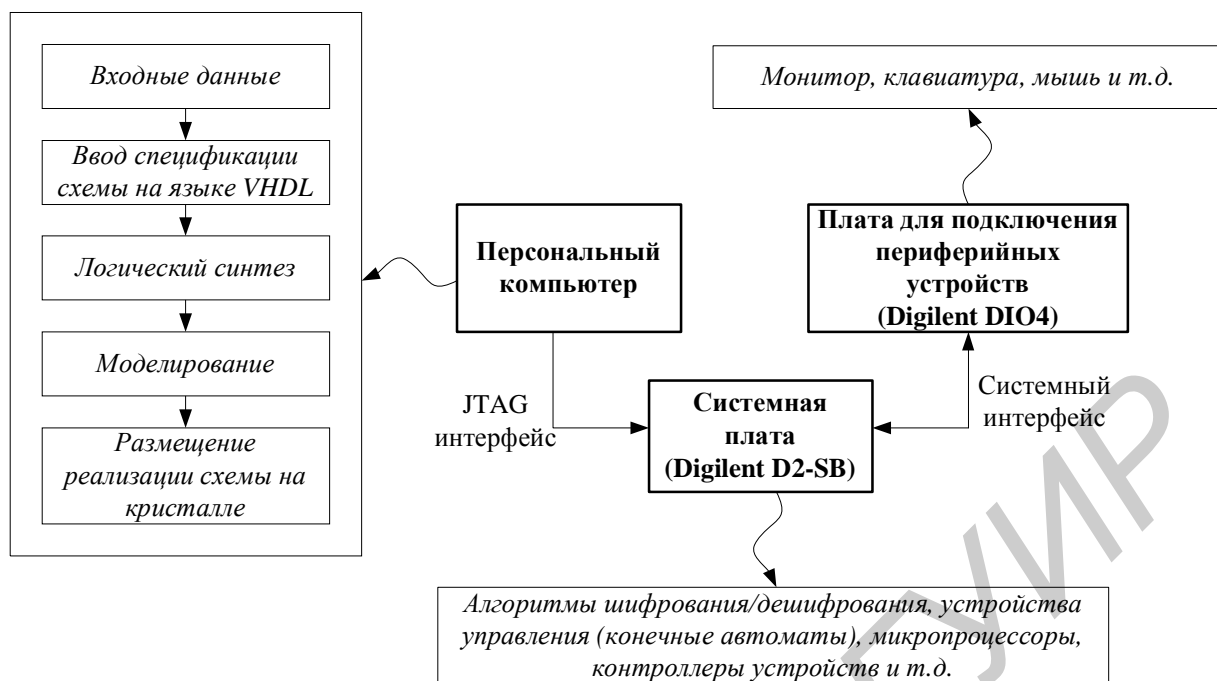 Входные данные
Ввод спецификации
схемы на языке VHDL
Логический синтез
Моделирование
Размещение
реализации схемы на
кристалле
Персональный
компьютер
JTAG
интерфейс
Монитор, клавиатура, мышь и т.д.
Плата для подключения
периферийных
устройств
(Digilent DIO4)
Системный
интерфейс
Системная
плата
(Digilent D2-SB)
Алгоритмы шифрования/дешифрования, устройства
управления (конечные автоматы), микропроцессоры,
контроллеры устройств и т.д.
ГУИР